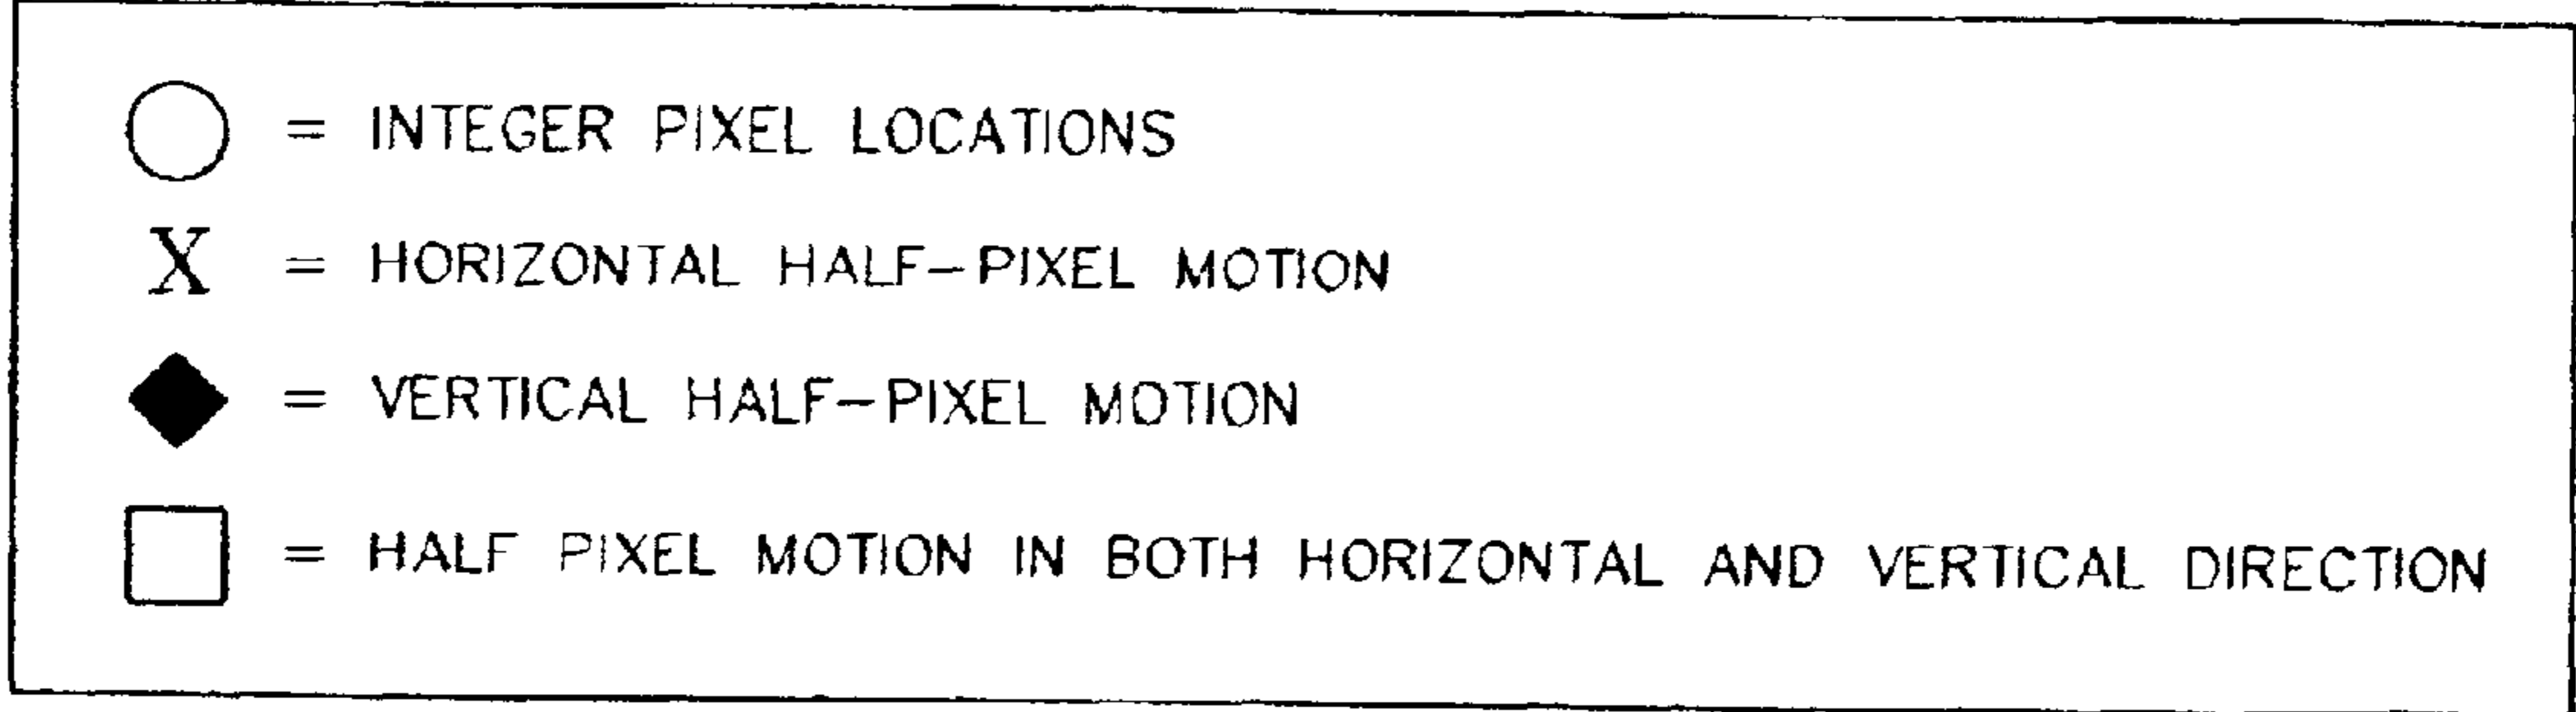 = INTEGER PIXEL LOCATIONS
X = HORIZONTAL HALF-PIXEL MOTION
= VERTICAL HALF-PIXEL MOTION
= HALF PIXEL MOTION IN BOTH HORIZONTAL AND VERTICAL DIRECTION